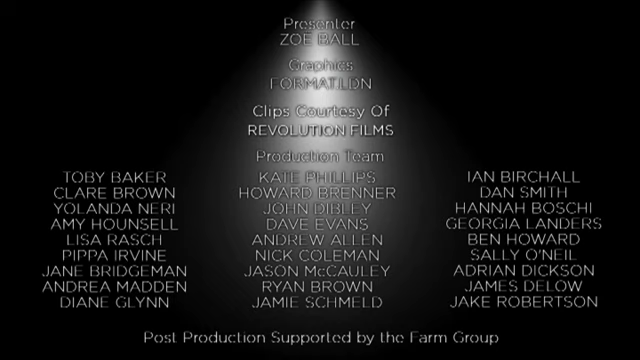 Presenter
ZOE BALL
Graphics
FORMAT.LDN
Clips Courtesy Of
REVOLUTION FILMS
Production Team
TOBY BAKER KATE PHILLIPS IAN BIRCHALL
CLARE BROWN HOWARD BRENNER DAN SMITH
YOLANDA NERI JOHN DIBLEY HANNAH BOSCHI
AMY HOUNSELL DAVE EVANS GEORGIA LANDERS
LISA RASCH ANDREW ALLEN BEN HOWARD
PIPPA IRVINE NICK COLEMAN SALLY O'NEIL
JANE BRIDGEMAN JASON McCAULEY ADRIAN DICKSON
ANDREA MADDEN RYAN BROWN JAMES DELOW
DIANE GLYNN JAMIE SCHMELD JAKE ROBERTSON
Post Production Supported by the Farm Group